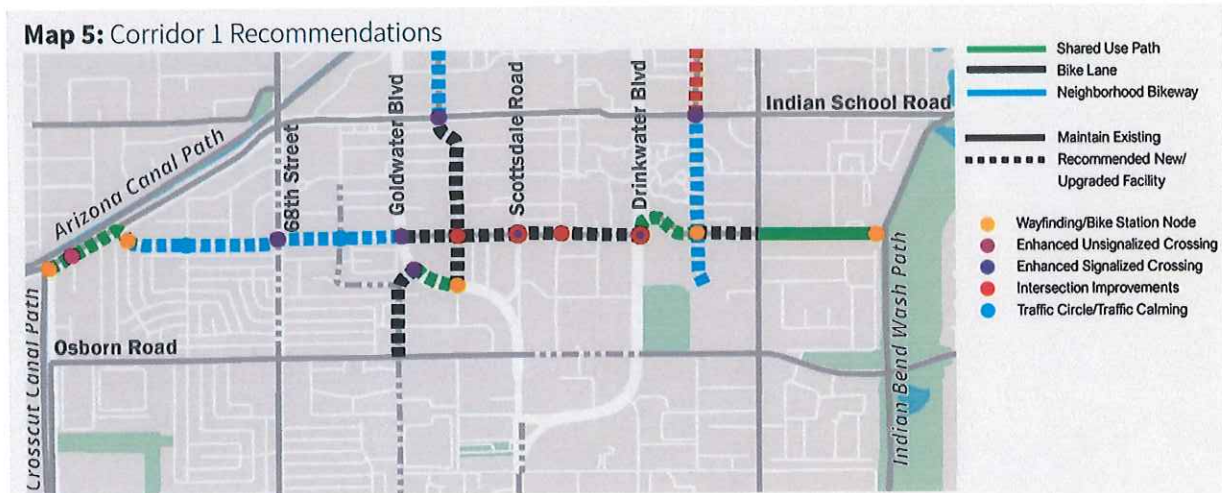 Map 5: Corridor 1 Recommendations
Shared Use Path
Bike Lane
Neighborhood Bikeway
Maintain Existing
Recommended New/
Upgraded Facility
Wayfinding/Bike Station Node
Enhanced Unsignalized Crossing
Enhanced Signalized Crossing
Intersection Improvements
Traffic Circle/Traffic Calming
Indian School Road
Arizona Canal Path
68th Street
Goldwater Blvd
Scottsdale Road
Drinkwater Blvd
Osborn Road
Crosscut Canal Path
Indian Bend Wash Path